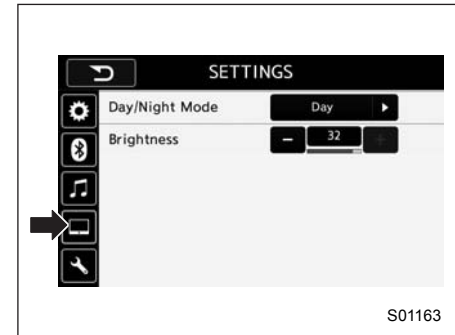 SETTINGS
Day/Night Mode Day
Brightness - 32 +
S01163